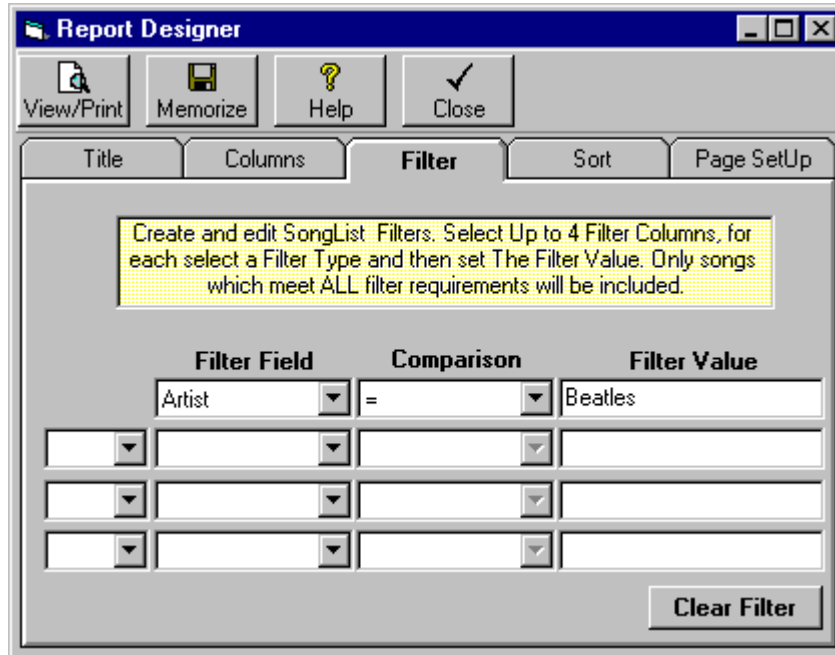 Report Designer
View/Print Memorize Help Close
Title Columns Filter Sort Page SetUp
Create and edit SongList Filters. Select Up to 4 Filter Columns, for
each select a Filter Type and then set The Filter Value. Only songs
which meet ALL filter requirements will be included.
Filter Field Comparison Filter Value
Artist = Beatles
Clear Filter